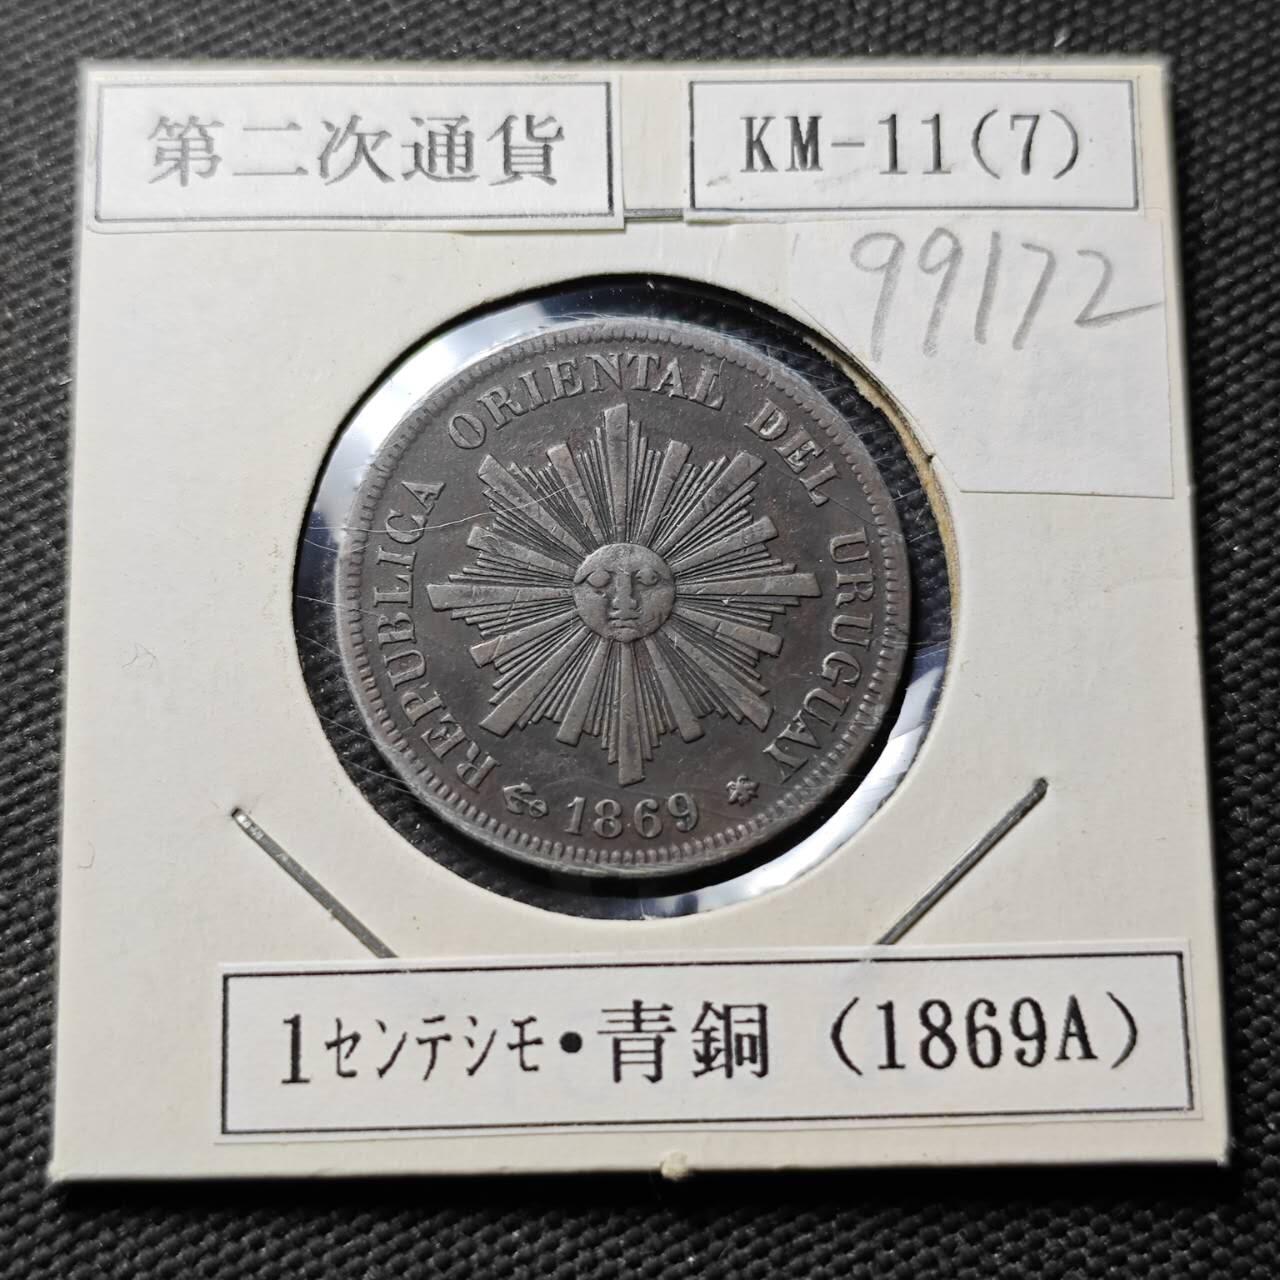 第二次通貨
KM-11(7)
99172
REPUBLICA ORIENTAL DEL URUGUAY
1869
1センテシモ・青銅 (1869A)